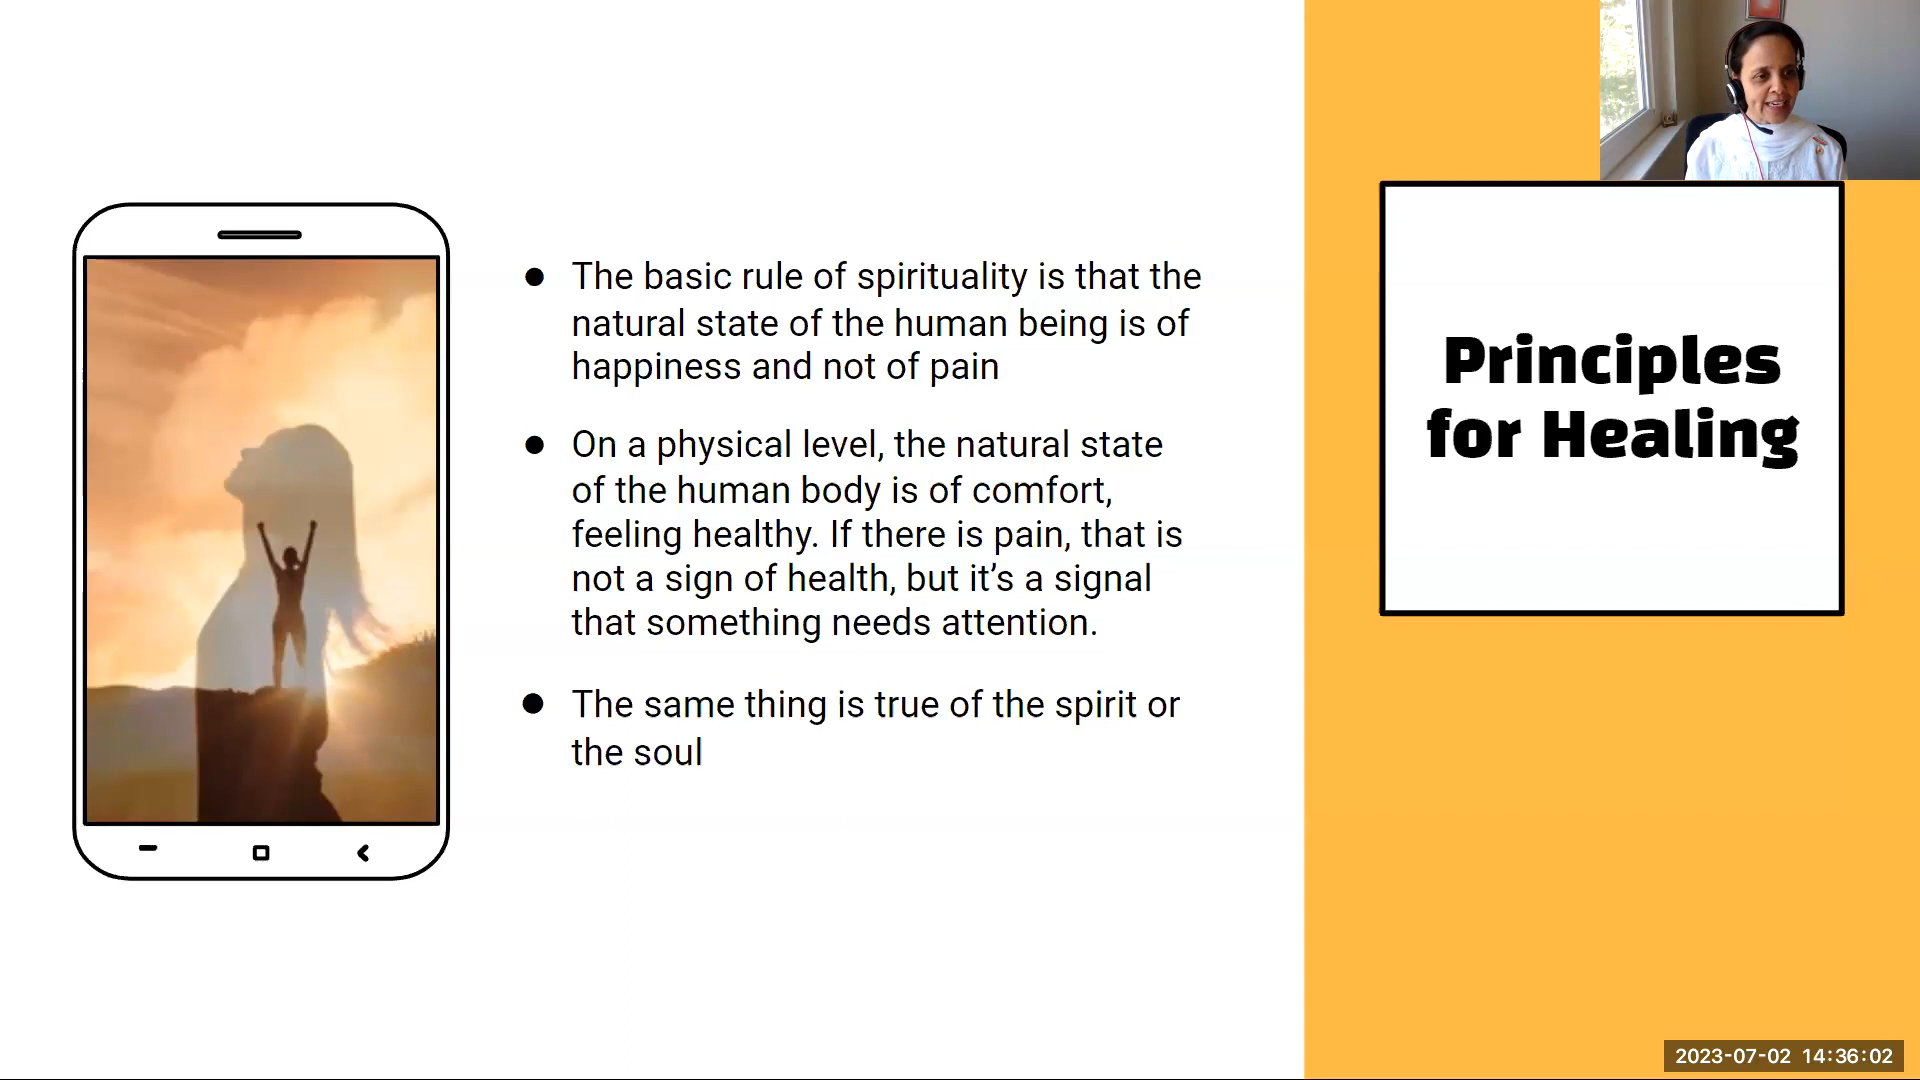 The basic rule of spirituality is that the
natural state of the human being is of
happiness and not of pain
On a physical level, the natural state
of the human body is of comfort,
feeling healthy. If there is pain, that is
not a sign of health, but it’s a signal
that something needs attention.
The same thing is true of the spirit or
the soul
Principles
for Healing
2023-07-02 14:36:02